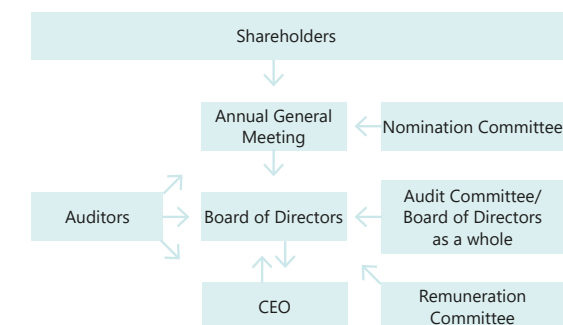 Shareholders
Annual General
Meeting
Nomination Committee
Auditors
Board of Directors
Audit Committee/
Board of Directors
as a whole
CEO
Remuneration
Committee